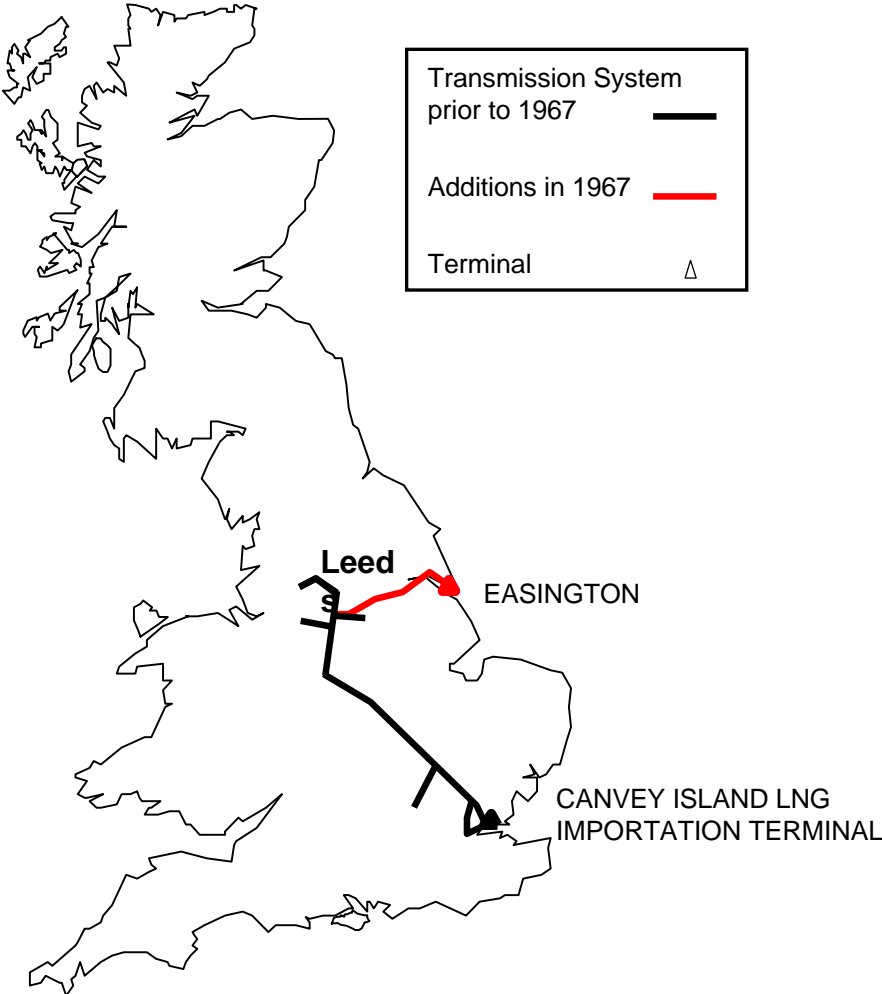 Transmission System
prior to 1967
Additions in 1967
Terminal
Leed
s
EASINGTON
CANVEY ISLAND LNG
IMPORTATION TERMINAL